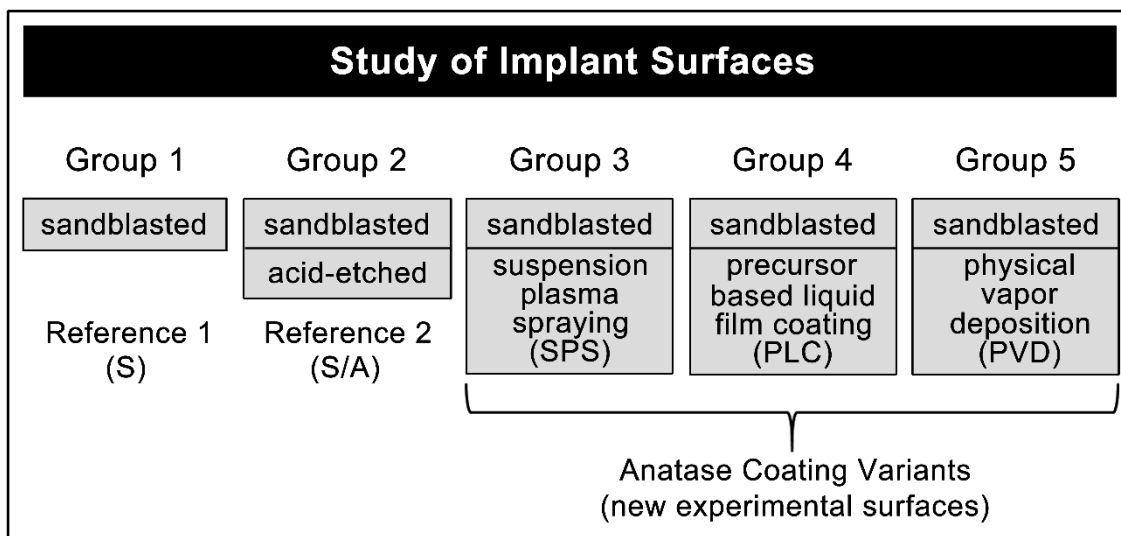 Study of Implant Surfaces
Group 1
Group 2
Group 3
Group 4
Group 5
sandblasted
sandblasted
sandblasted
sandblasted
sandblasted
acid-etched
suspension
plasma
spraying
(SPS)
precursor
based liquid
film coating
(PLC)
physical
vapor
deposition
(PVD)
Reference 1
(S)
Reference 2
(S/A)
Anatase Coating Variants
(new experimental surfaces)